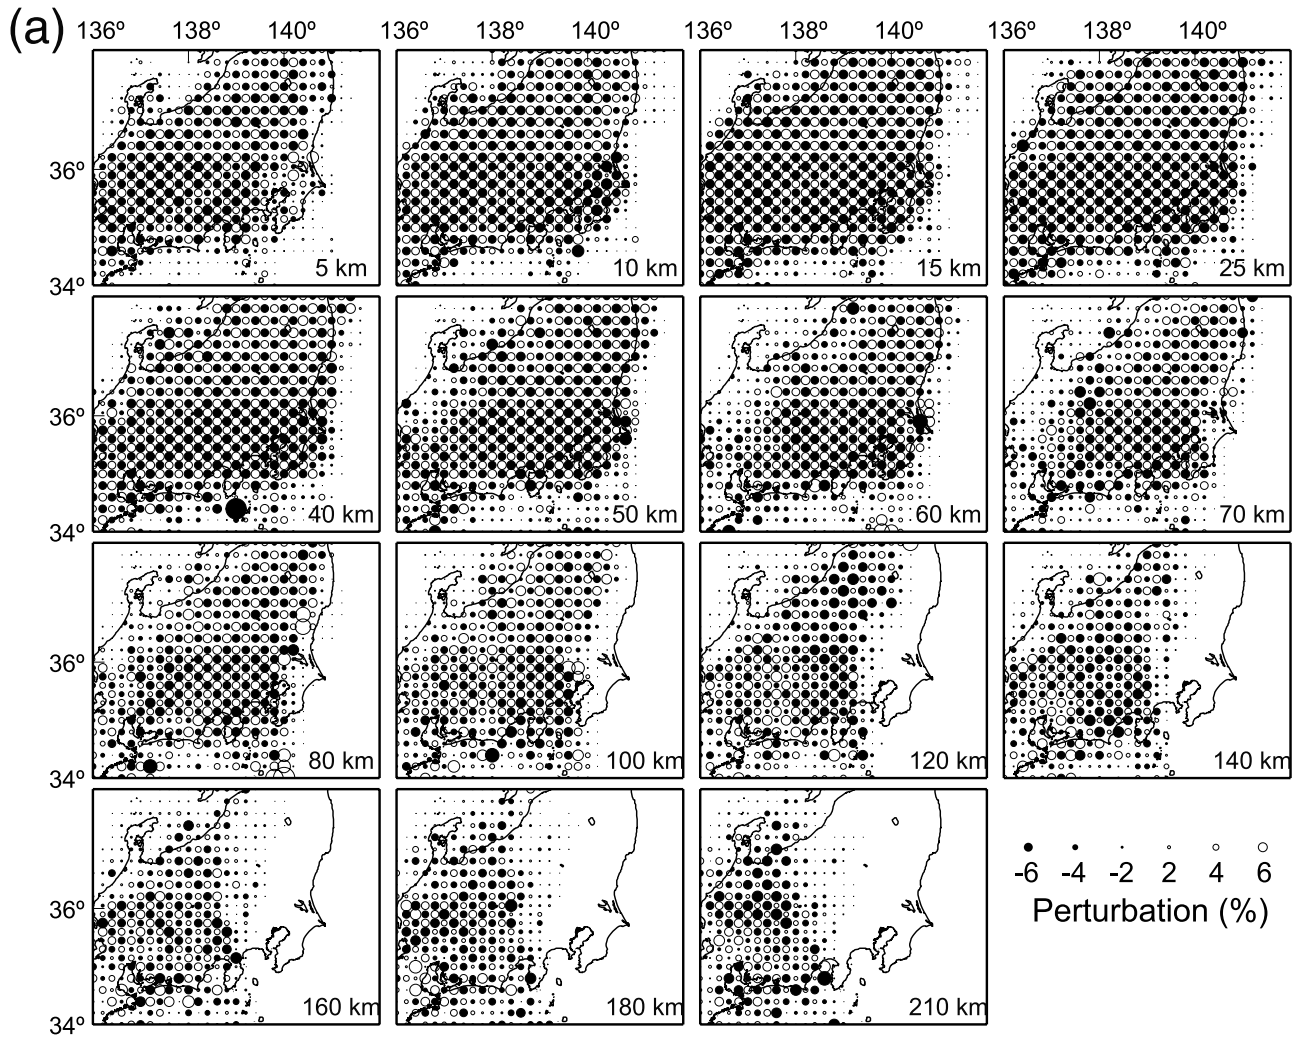 (a)
136º 138º 140º 136º 138º 140º 136º 138º 140º 136º 138º 140º
36º
34º
5 km 10 km 15 km 25 km
36º
34º
40 km 50 km 60 km 70 km
36º
34º
80 km 100 km 120 km 140 km
36º
34º
160 km 180 km 210 km
-6 -4 -2 2 4 6
Perturbation (%)